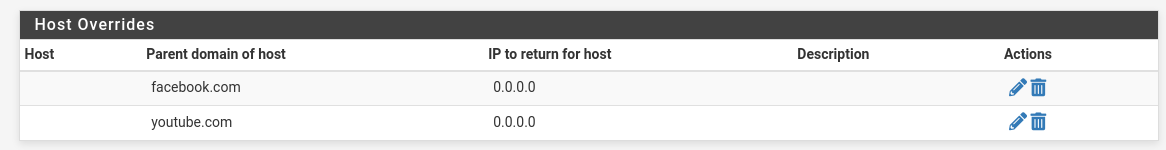 Host Overrides
Host Parent domain of host IP to return for host Description Actions
facebook.com 0.0.0.0
youtube.com 0.0.0.0